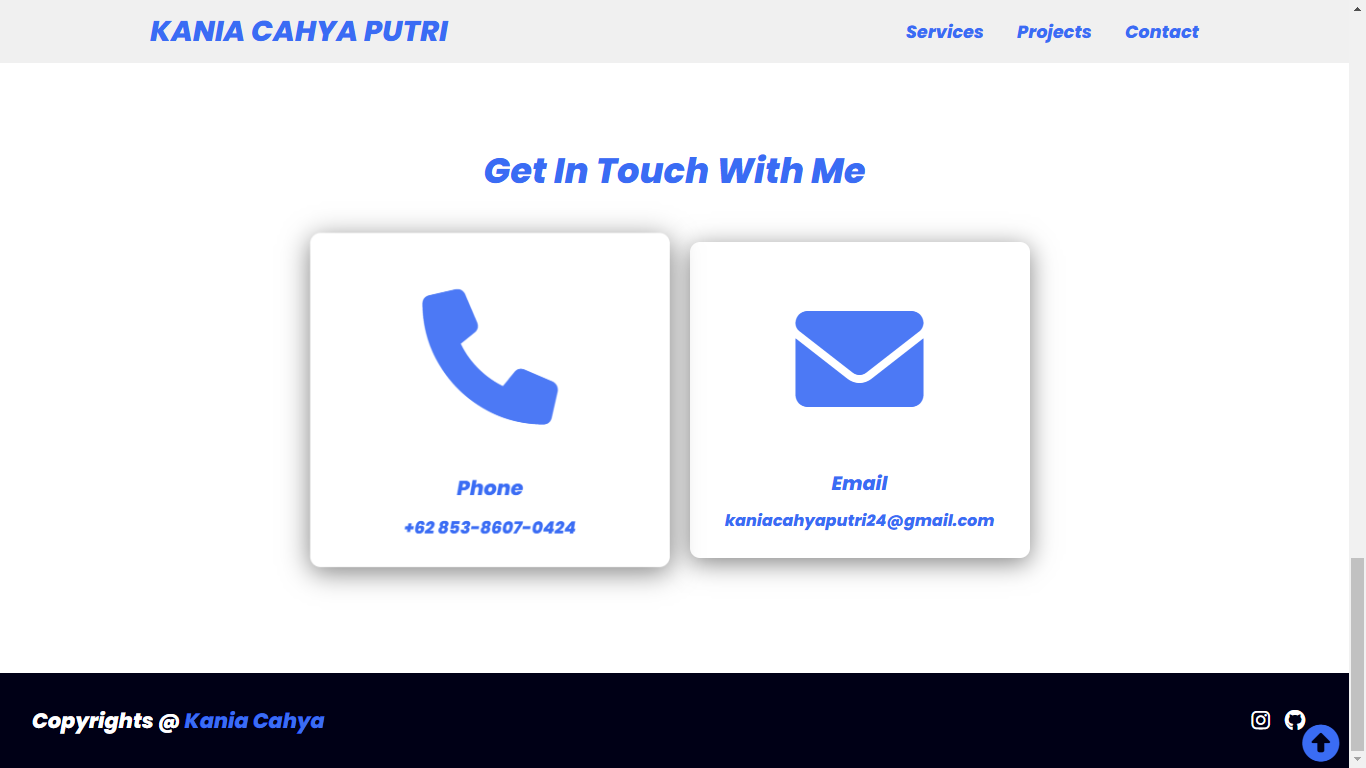 KANIA CAHYA PUTRI
Services Projects Contact
Get In Touch With Me
Phone
+62 853-8607-0424
Email
kaniacahyaputri24@gmail.com
Copyrights @ Kania Cahya